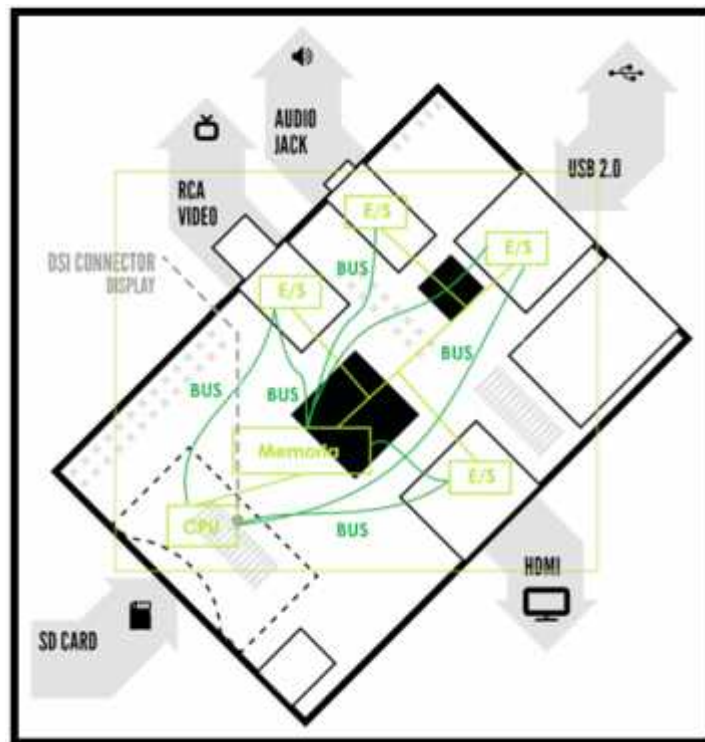 AUDIO
JACK
USB 2.0
RCA
VIDEO
E/S
E/S
DSI CONNECTOR
DISPLAY
BUS
E/S
BUS
BUS
BUS
Memoria
E/S
CPU
BUS
HDMI
SD CARD